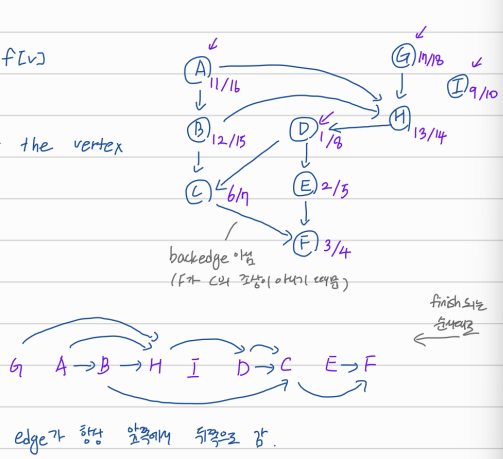 f[v]
A 11/16
G 17/18
I 9/10
the vertex
B 12/15
D 1/8
H 13/14
C 6/7
E 2/5
F 3/4
backedge 아님
(F가 C의 조상이 아니기 때문)
finish되는
순서대로
G A → B → H I D → C E → F
edge가 항상 앞쪽에서 뒤쪽으로 감.